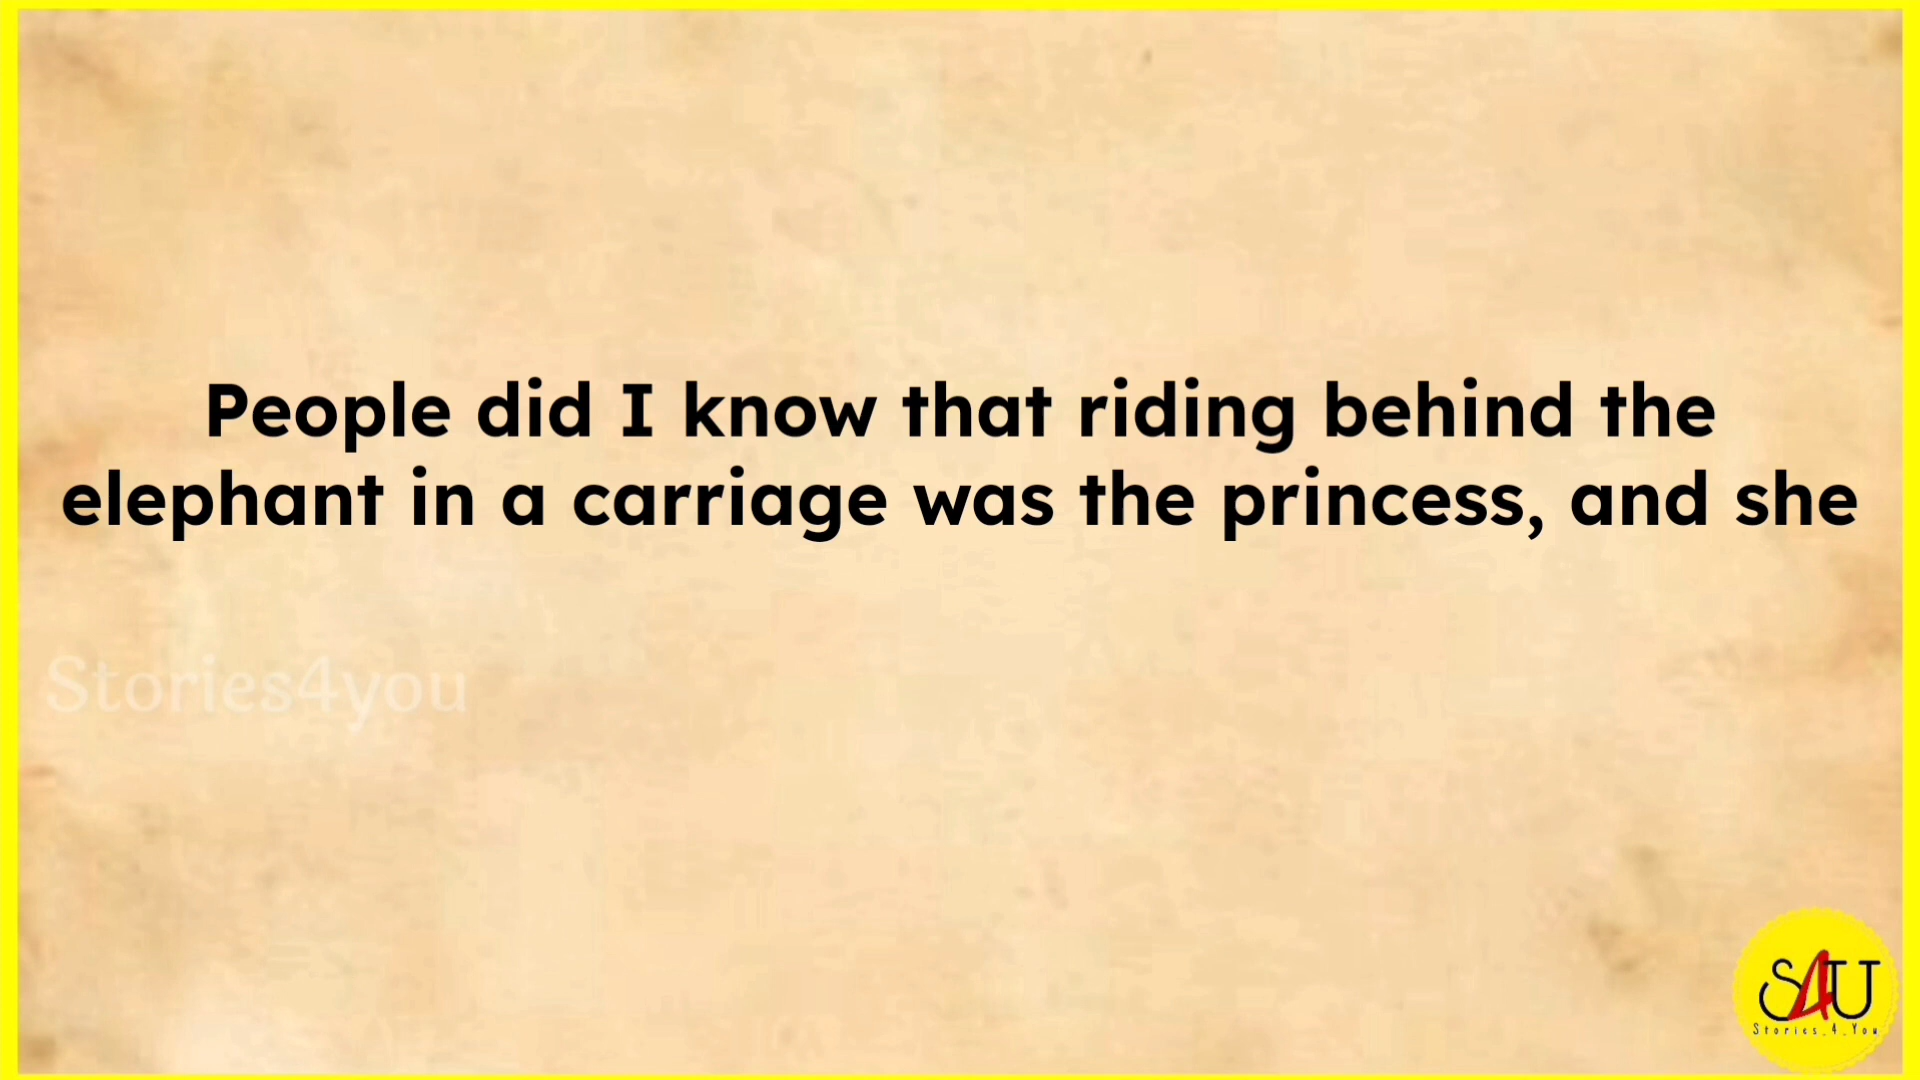 People did I know that riding behind the
elephant in a carriage was the princess, and she
Stories4you
S4U
Stories.4.You